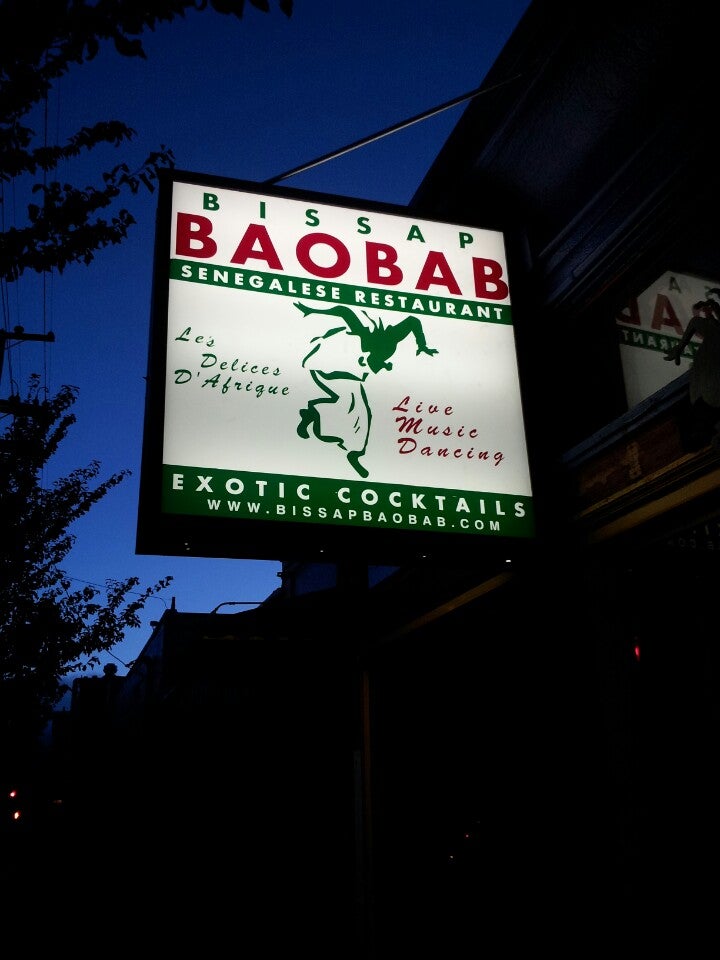 BISSAP
BAOBAB
SENEGALESE RESTAURANT
Les
Delices
D'Afrique
Live
Music
Dancing
EXOTIC COCKTAILS
WWW.BISSAPBAOBAB.COM